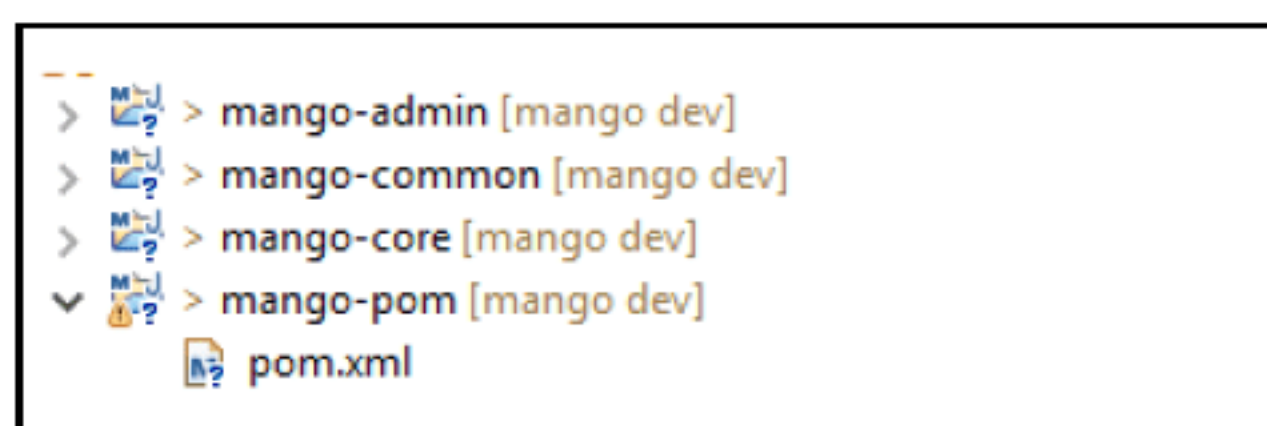 > mango-admin [mango dev]
> mango-common [mango dev]
> mango-core [mango dev]
> mango-pom [mango dev]
pom.xml